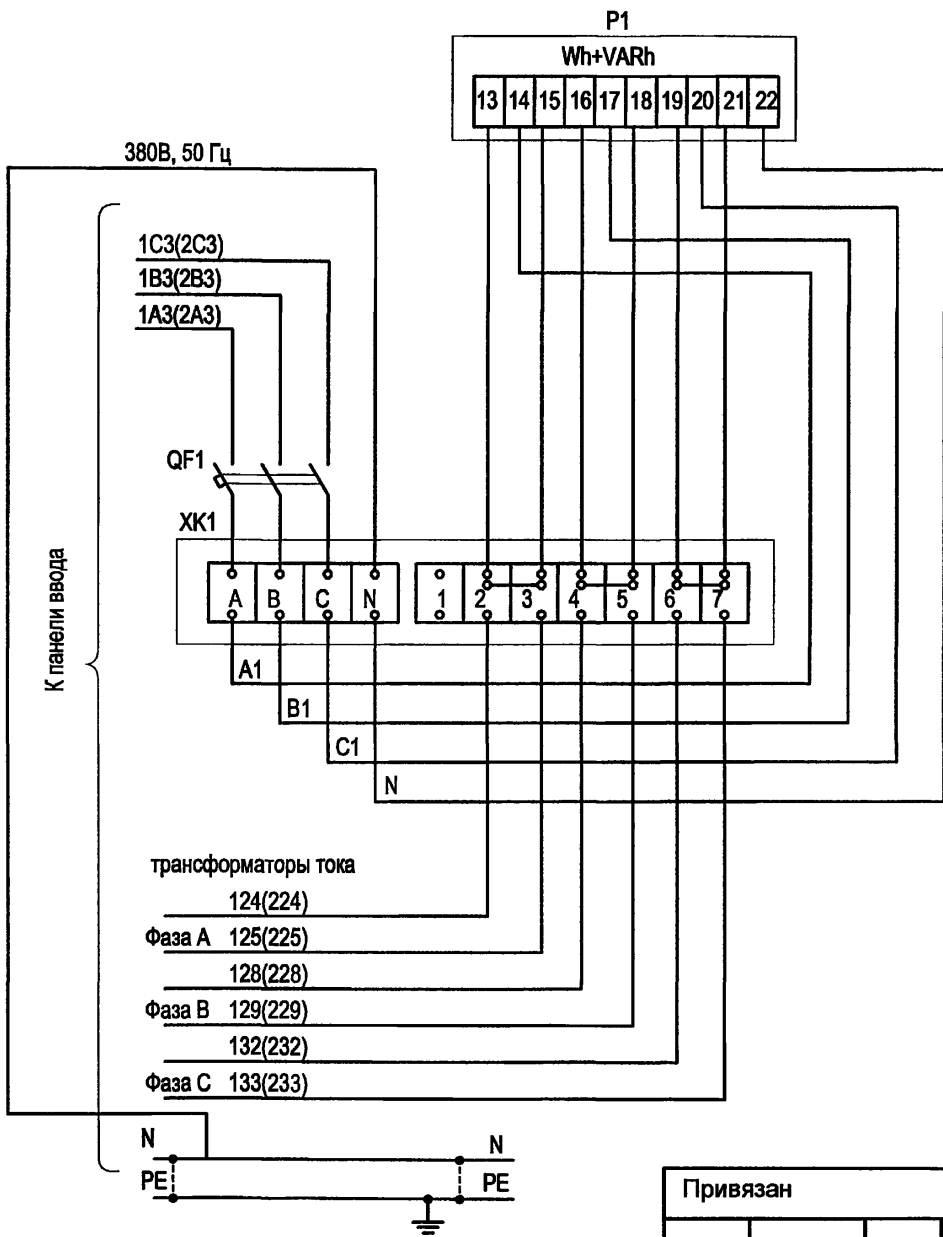 P1
Wh+VARh
13 14 15 16 17 18 19 20 21 22
380В, 50 Гц
1С3(2С3)
1В3(2В3)
1А3(2А3)
QF1
XK1
A B C N 1 2 3 4 5 6 7
К панели ввода
A1
B1
C1
N
трансформаторы тока
124(224)
Фаза А 125(225)
128(228)
Фаза В 129(229)
132(232)
Фаза С 133(233)
N N
PE PE
Привязан